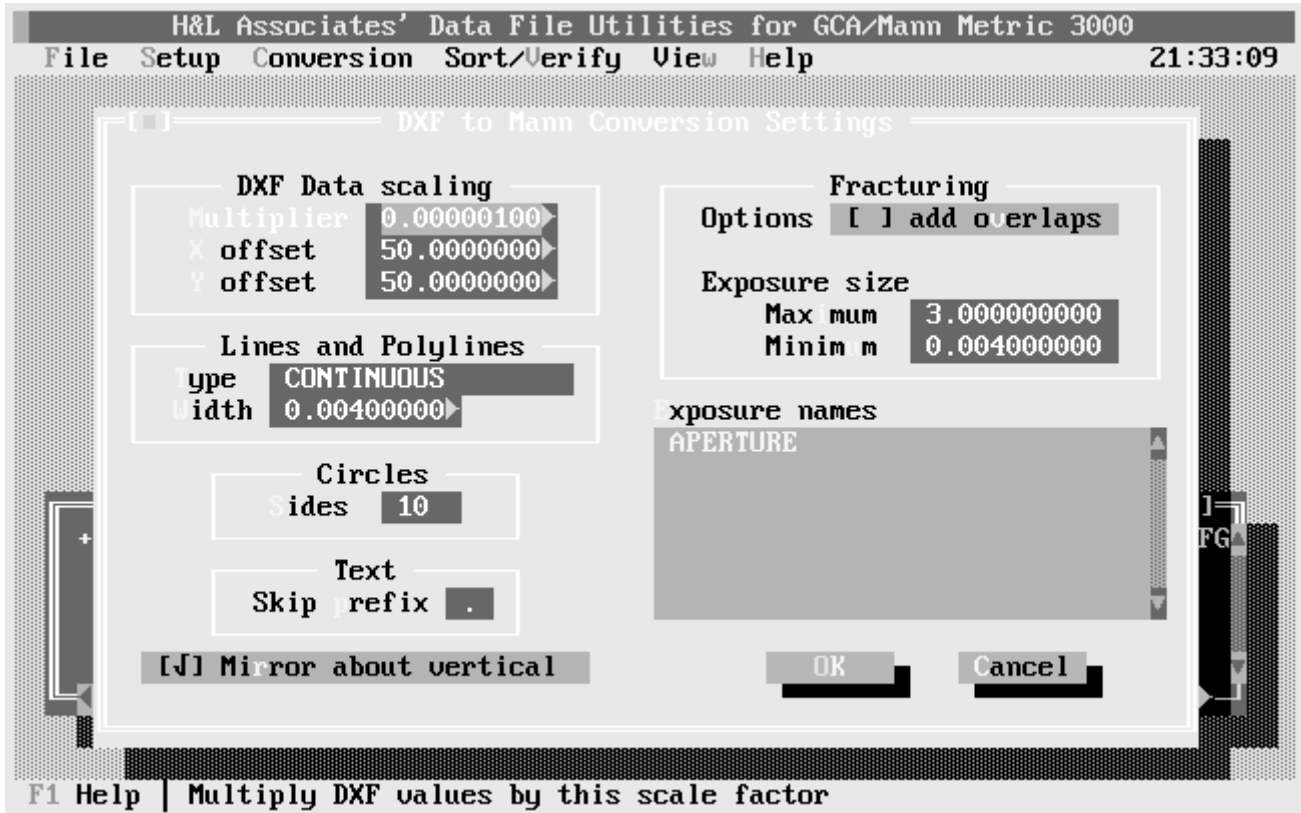 H&L Associates' Data File Utilities for GCA/Mann Metric 3000
File Setup Conversion Sort/Verify View Help 21:33:09
[■] DXF to Mann Conversion Settings
DXF Data scaling
Multiplier 0.00000100
X offset 50.0000000
Y offset 50.0000000
Lines and Polylines
Type CONTINUOUS
Width 0.00400000
Circles
Sides 10
Text
Skip prefix .
[√] Mirror about vertical
Fracturing
Options [ ] add overlaps
Exposure size
Maximum 3.000000000
Minimum 0.004000000
Exposure names
APERTURE
OK Cancel
+ ]
FG
F1 Help | Multiply DXF values by this scale factor